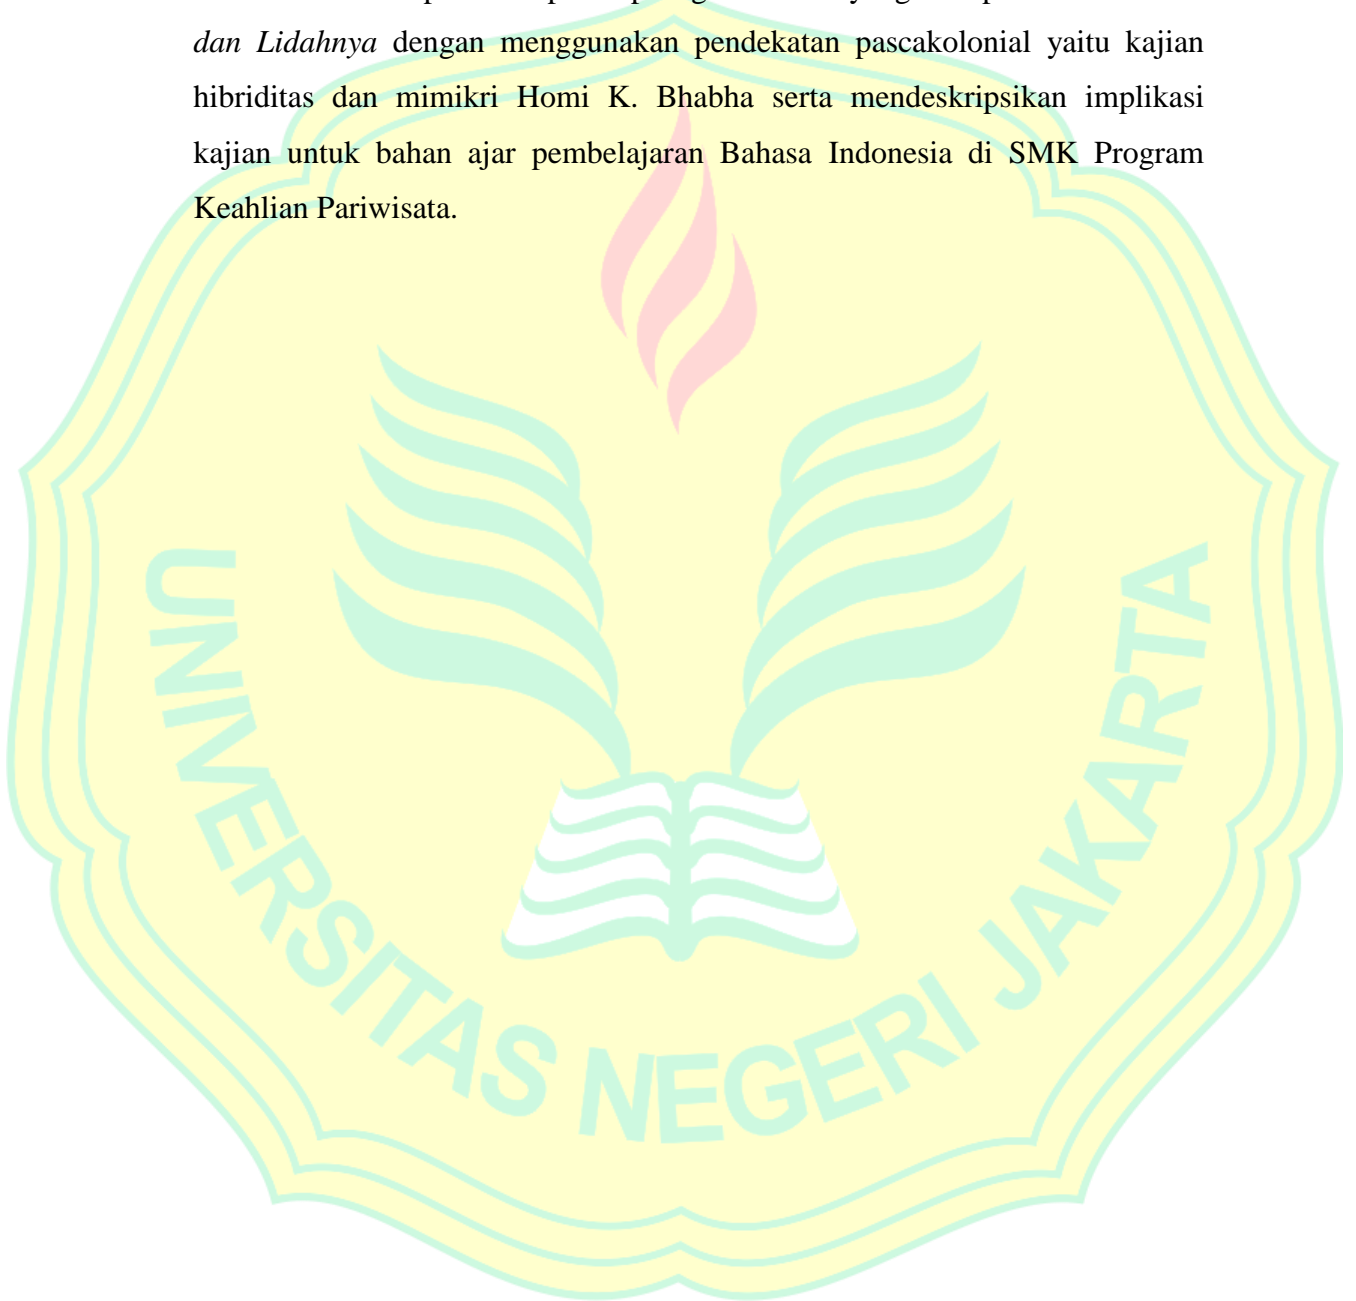 dan Lidahnya dengan menggunakan pendekatan pascakolonial yaitu kajian
hibriditas dan mimikri Homi K. Bhabha serta mendeskripsikan implikasi
kajian untuk bahan ajar pembelajaran Bahasa Indonesia di SMK Program
Keahlian Pariwisata.
UNIVERSITAS NEGERI JAKARTA